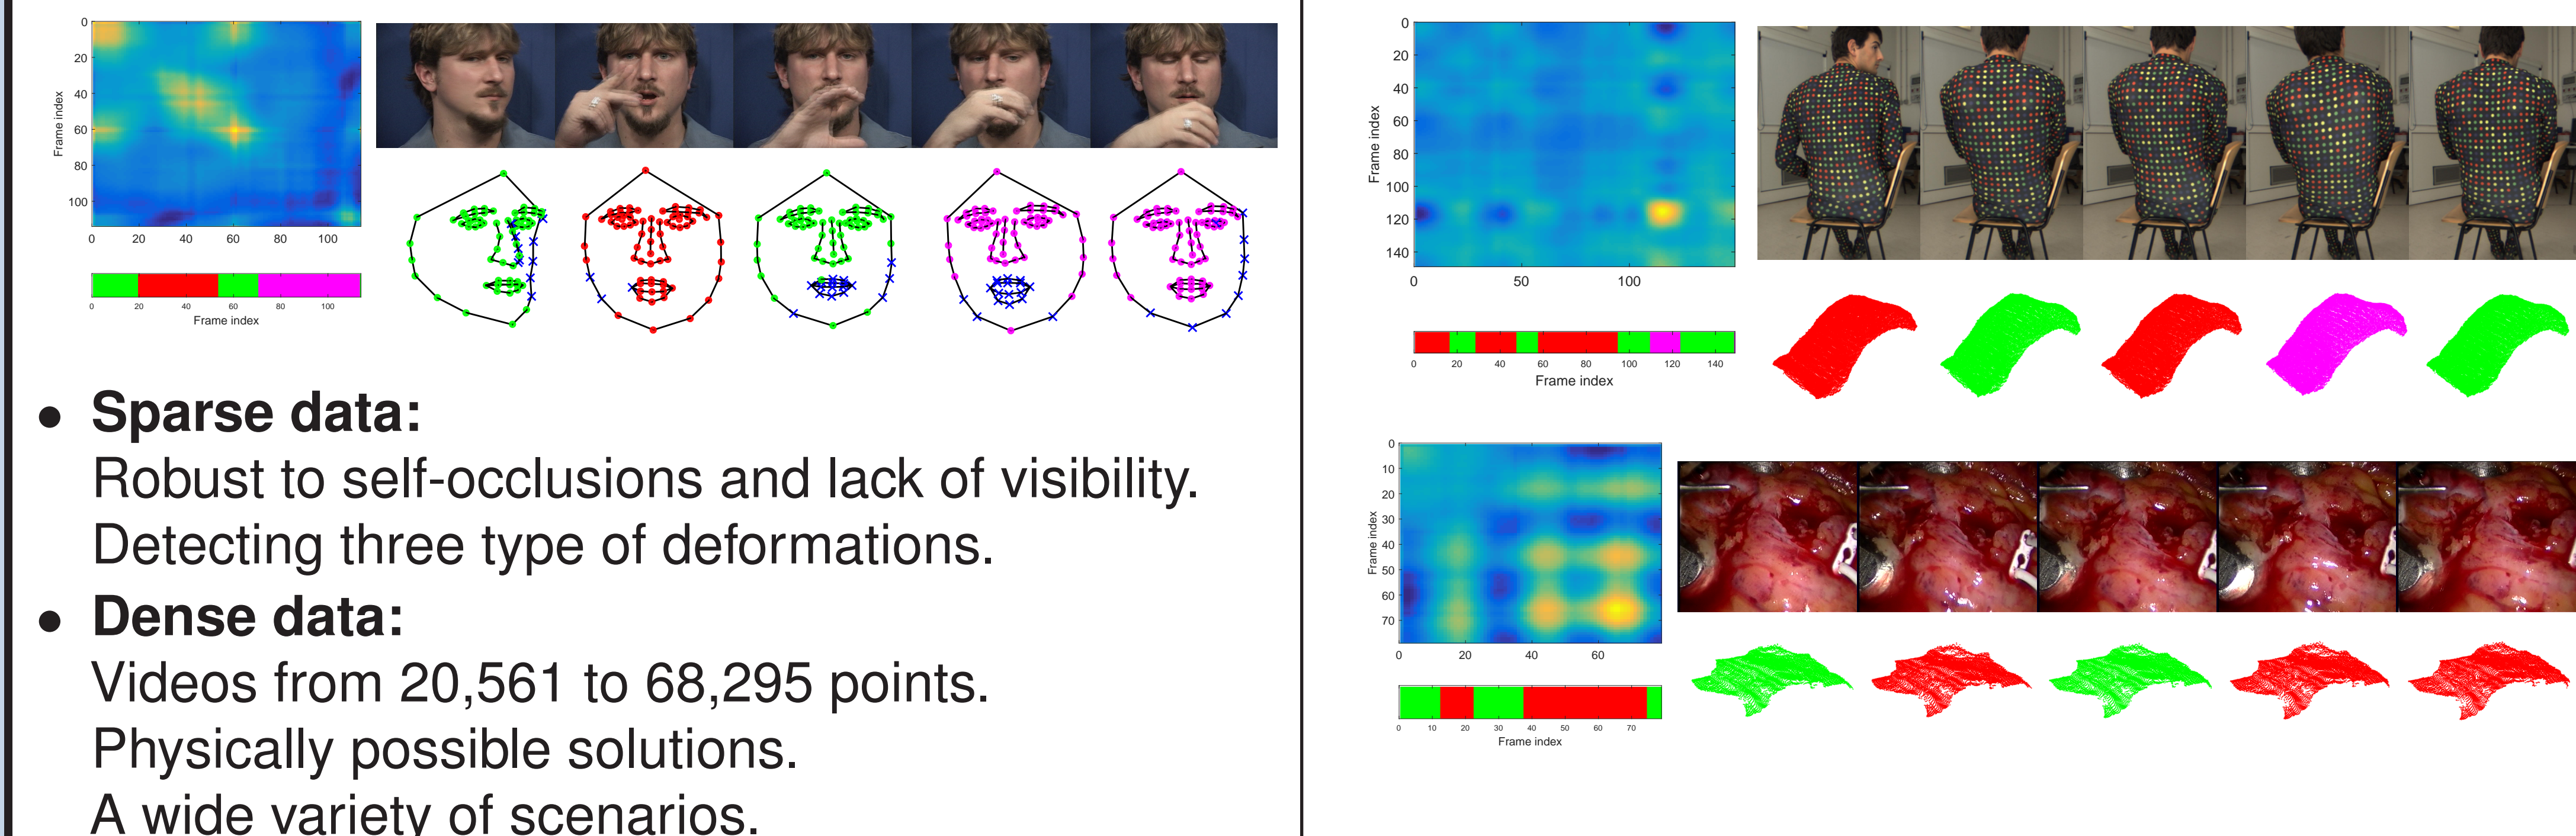 0
20
40
60
80
100
Frame index
0 20 40 60 80 100
0 20 40 60 80 100
Frame index
• Sparse data:
Robust to self-occlusions and lack of visibility.
Detecting three type of deformations.
• Dense data:
Videos from 20,561 to 68,295 points.
Physically possible solutions.
A wide variety of scenarios.
0
20
40
60
80
100
120
140
Frame index
0 50 100
0 20 40 60 80 100 120 140
Frame index
0
10
20
30
40
50
60
70
Frame index
0 20 40 60
0 10 20 30 40 50 60 70
Frame index